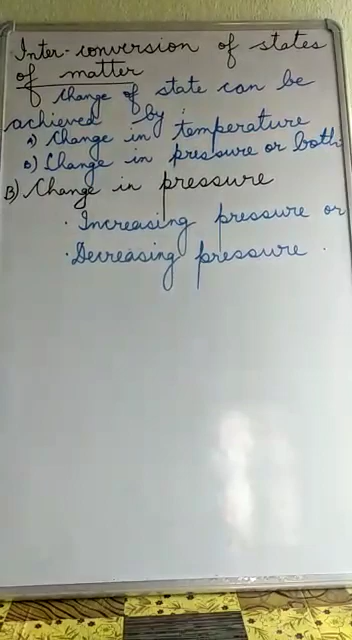 Inter-conversion of states
of matter
Change of state can be
achieved by :
A) Change in temperature
B) Change in pressure or both
B) Change in pressure
· Increasing pressure or
· Decreasing pressure .